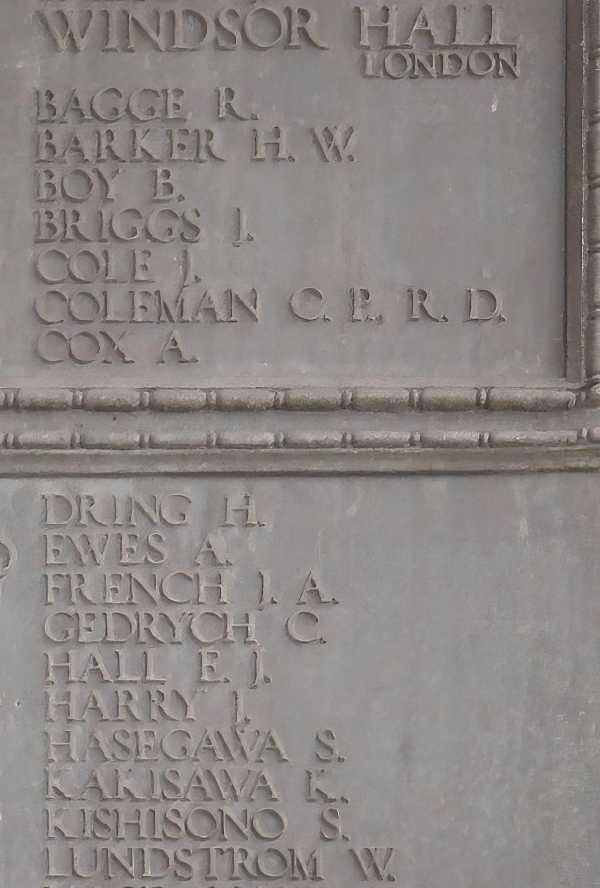 WINDSOR HALL
LONDON
BAGGE R.
BARKER H. W.
BOY B.
BRIGGS J.
COLE J.
COLEMAN C. P. R. D.
COX A.
DRING H.
EWES A.
FRENCH J. A.
GEDRYCH C.
HALL E. J.
HARRY J.
HASEGAWA S.
KAKISAWA K.
KISHISONO S.
LUNDSTROM W.